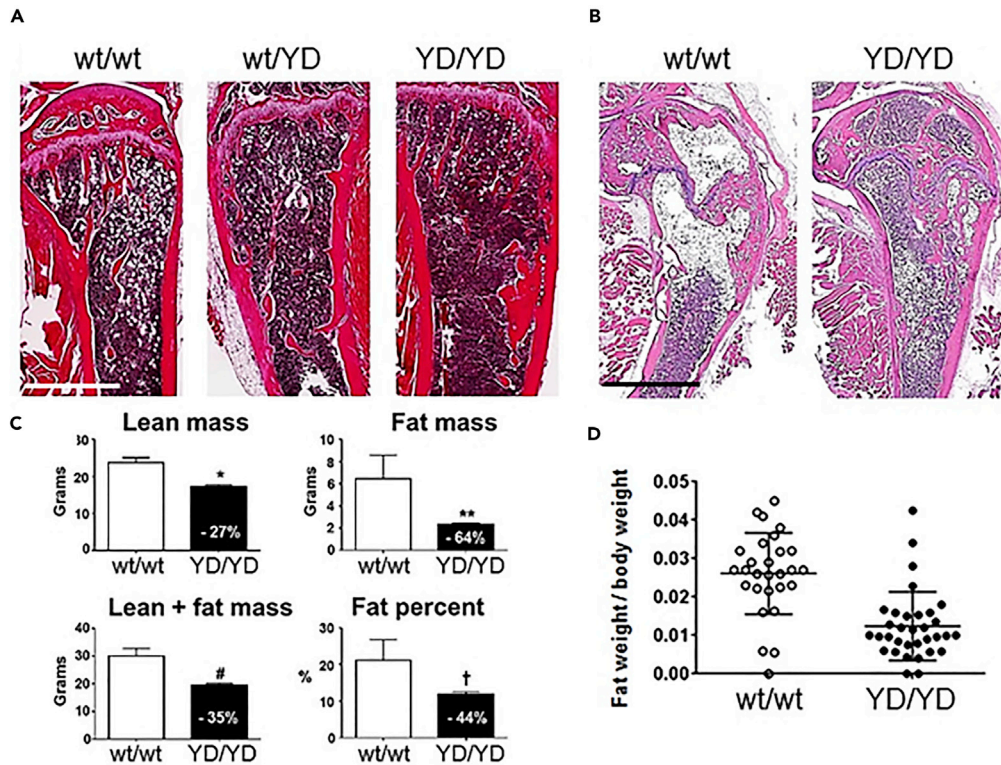 A
wt/wt wt/YD YD/YD
B
wt/wt YD/YD
C
Lean mass
Grams
30
20
10
0
*
- 27%
wt/wt YD/YD
Fat mass
Grams
10
8
6
4
2
0
**
- 64%
wt/wt YD/YD
Lean + fat mass
Grams
40
30
20
10
0
#
- 35%
wt/wt YD/YD
Fat percent
%
30
20
10
0
†
- 44%
wt/wt YD/YD
D
Fat weight / body weight
0.05
0.04
0.03
0.02
0.01
0.00
wt/wt YD/YD